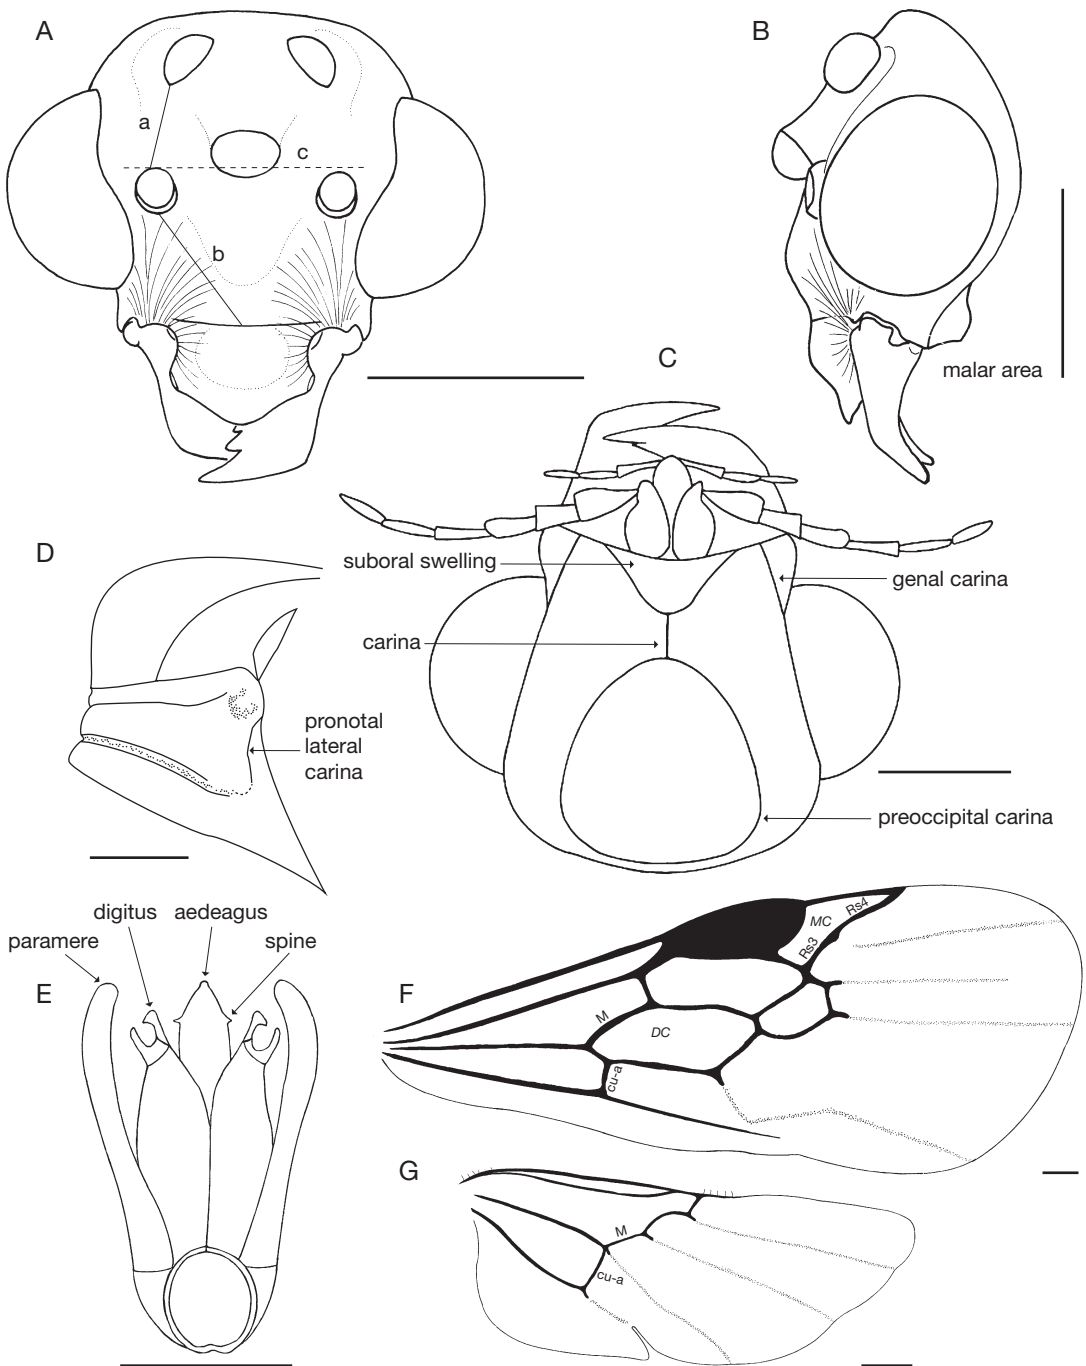 A
a
c
b
B
malar area
C
suboral swelling
genal carina
carina
preoccipital carina
D
pronotal
lateral
carina
E
digitus aedeagus
paramere spine
F
MC
Rs4
Rs3
M
DC
cu-a
G
M
cu-a